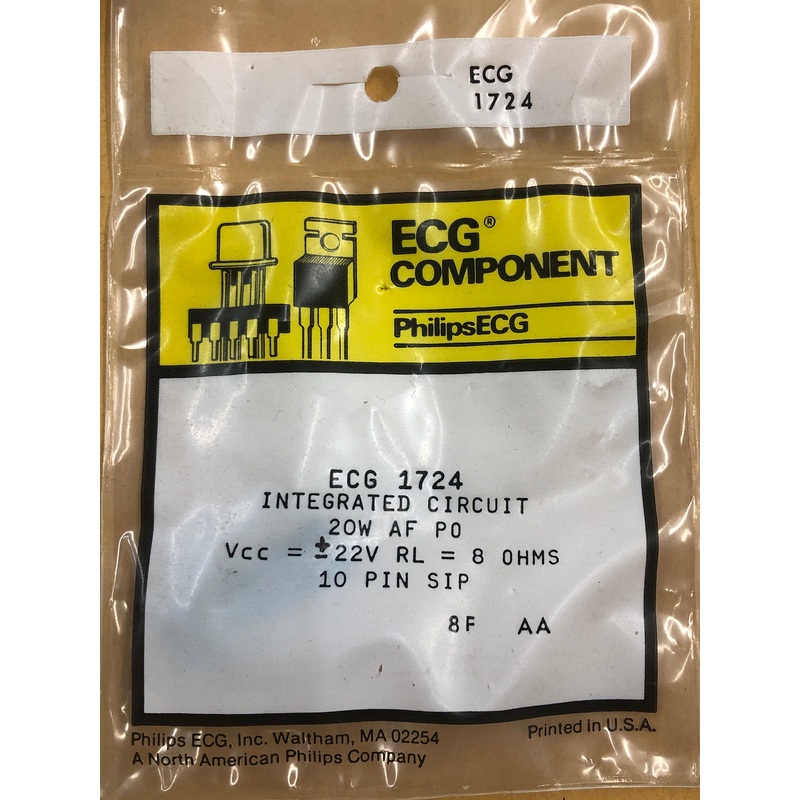 ECG
1724
ECG®
COMPONENT
PhilipsECG
ECG 1724
INTEGRATED CIRCUIT
20W AF PO
Vcc = ±22V RL = 8 OHMS
10 PIN SIP
8F AA
Philips ECG, Inc. Waltham, MA 02254
A North American Philips Company
Printed in U.S.A.